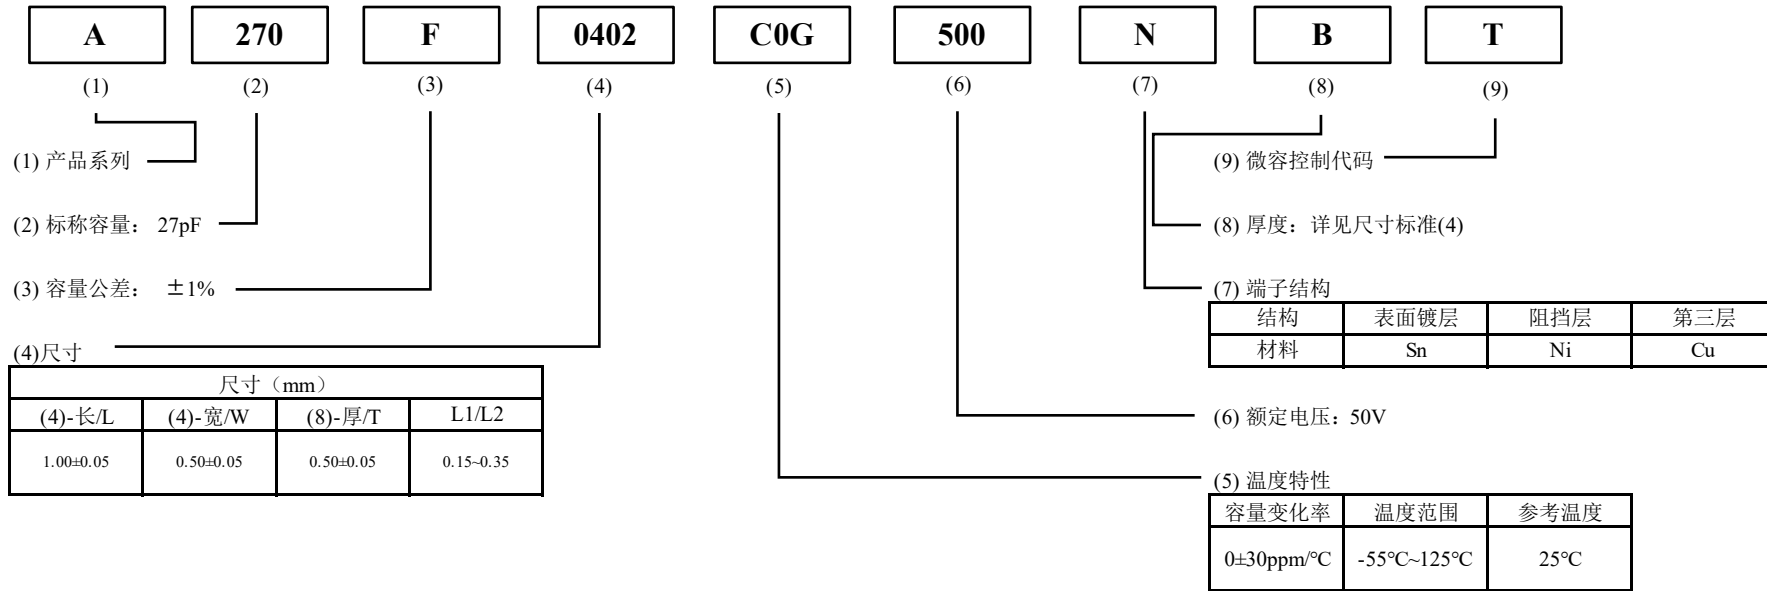 A 270 F 0402 C0G 500 N B T
(1) (2) (3) (4) (5) (6) (7) (8) (9)
(1) 产品系列
(9) 微容控制代码
(2) 标称容量： 27pF
(8) 厚度：详见尺寸标准(4)
(3) 容量公差： ±1%
(7) 端子结构
结构 表面镀层 阻挡层 第三层
材料 Sn Ni Cu
(4)尺寸
尺寸（mm）
(4)-长/L (4)-宽/W (8)-厚/T L1/L2
1.00±0.05 0.50±0.05 0.50±0.05 0.15~0.35
(6) 额定电压：50V
(5) 温度特性
容量变化率 温度范围 参考温度
0±30ppm/℃ -55℃~125℃ 25℃